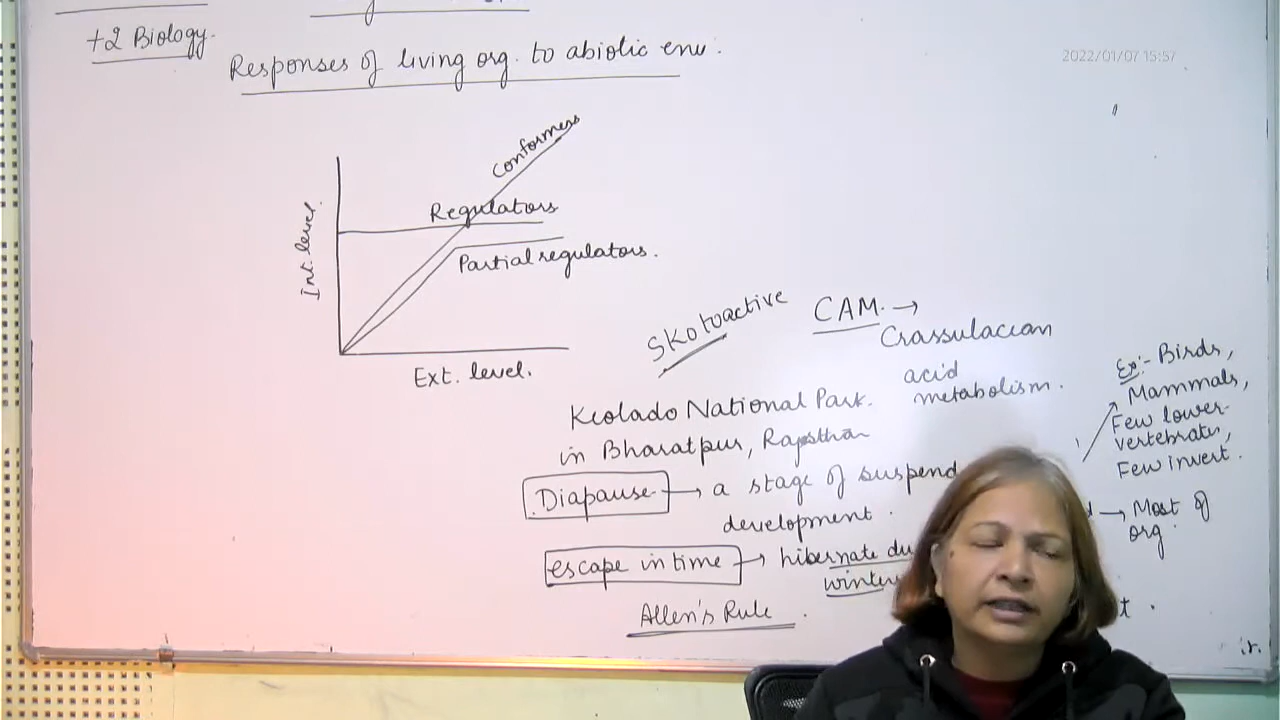 +2 Biology.
Responses of living org. to abiotic env.
2022/01/07 15:57
Conformers
Regulators
Partial regulators.
Int. level.
Ext. level.
Skotoactive
CAM. →
Crassulacian
acid
metabolism.
Keolado National Park.
in Bharatpur, Rajsthan
Diapause → a stage of suspend
development.
escape in time → hibernate du
winter
Allen's Rule.
Ex:- Birds,
Mammals,
Few lower
vertebrates,
Few invert.
→ Most of
org.